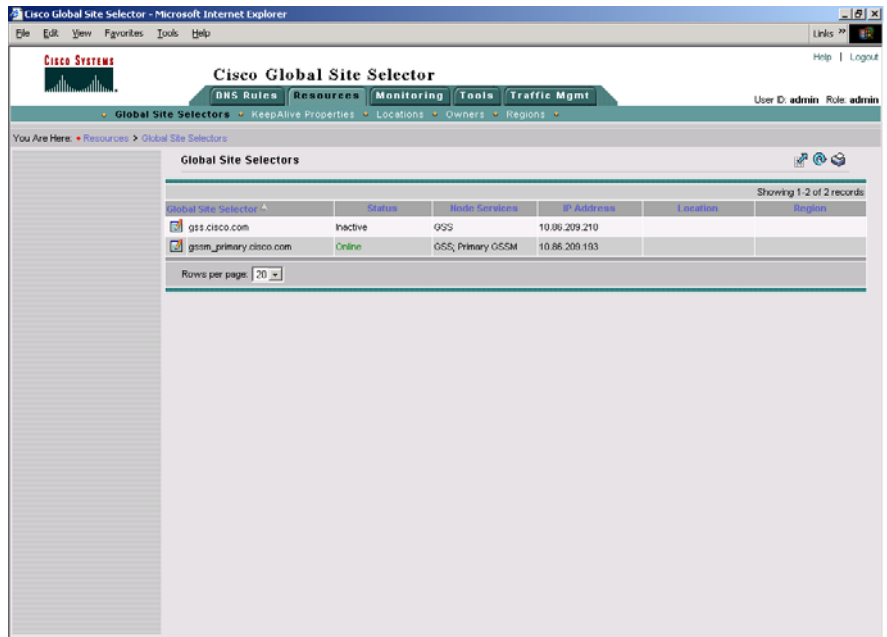 Cisco Global Site Selector - Microsoft Internet Explorer
File Edit View Favorites Tools Help Links »
CISCO SYSTEMS
Help | Logout
Cisco Global Site Selector
DNS Rules Resources Monitoring Tools Traffic Mgmt
User ID: admin Role: admin
Global Site Selectors KeepAlive Properties Locations Owners Regions
You Are Here: • Resources > Global Site Selectors
Global Site Selectors
Showing 1-2 of 2 records
Global Site Selector Status Node Services IP Address Location Region
gss.cisco.com Inactive GSS 10.86.209.210
gssm_primary.cisco.com Online GSS; Primary GSSM 10.86.209.193
Rows per page: 20